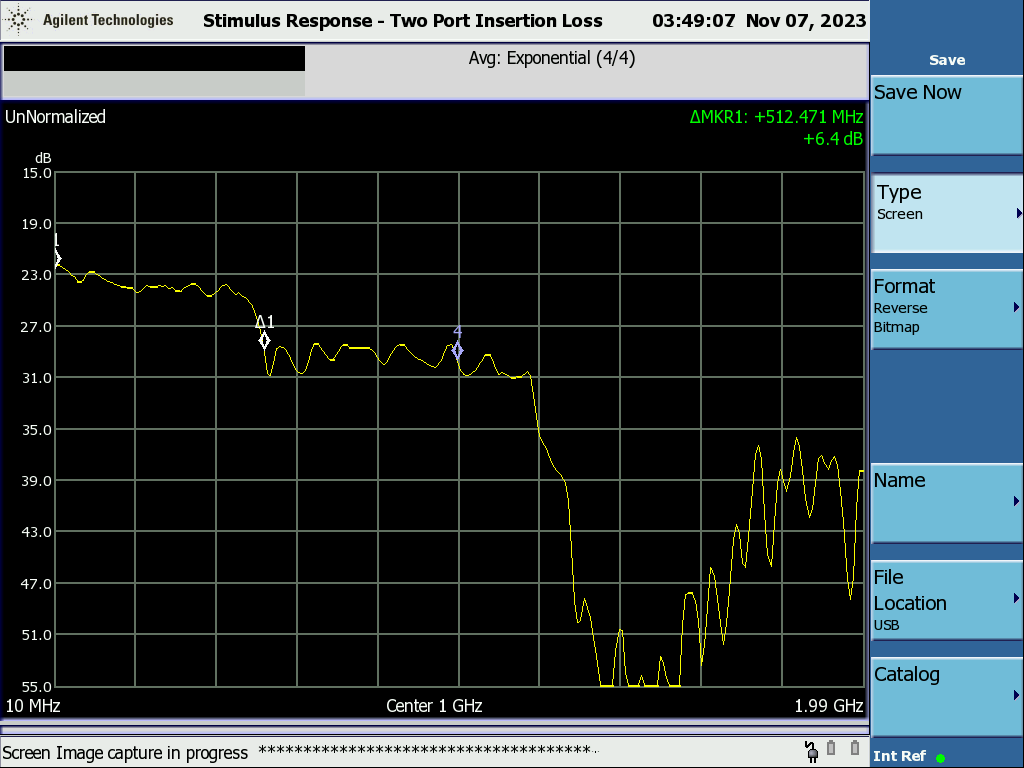 Agilent Technologies
Stimulus Response - Two Port Insertion Loss
03:49:07 Nov 07, 2023
Avg: Exponential (4/4)
UnNormalized
ΔMKR1: +512.471 MHz
+6.4 dB
dB
15.0
19.0
23.0
27.0
31.0
35.0
39.0
43.0
47.0
51.0
55.0
1
Δ1
4
10 MHz
Center 1 GHz
1.99 GHz
Screen Image capture in progress
Save
Save Now
Type
Screen
Format
Reverse
Bitmap
Name
File
Location
USB
Catalog
Int Ref